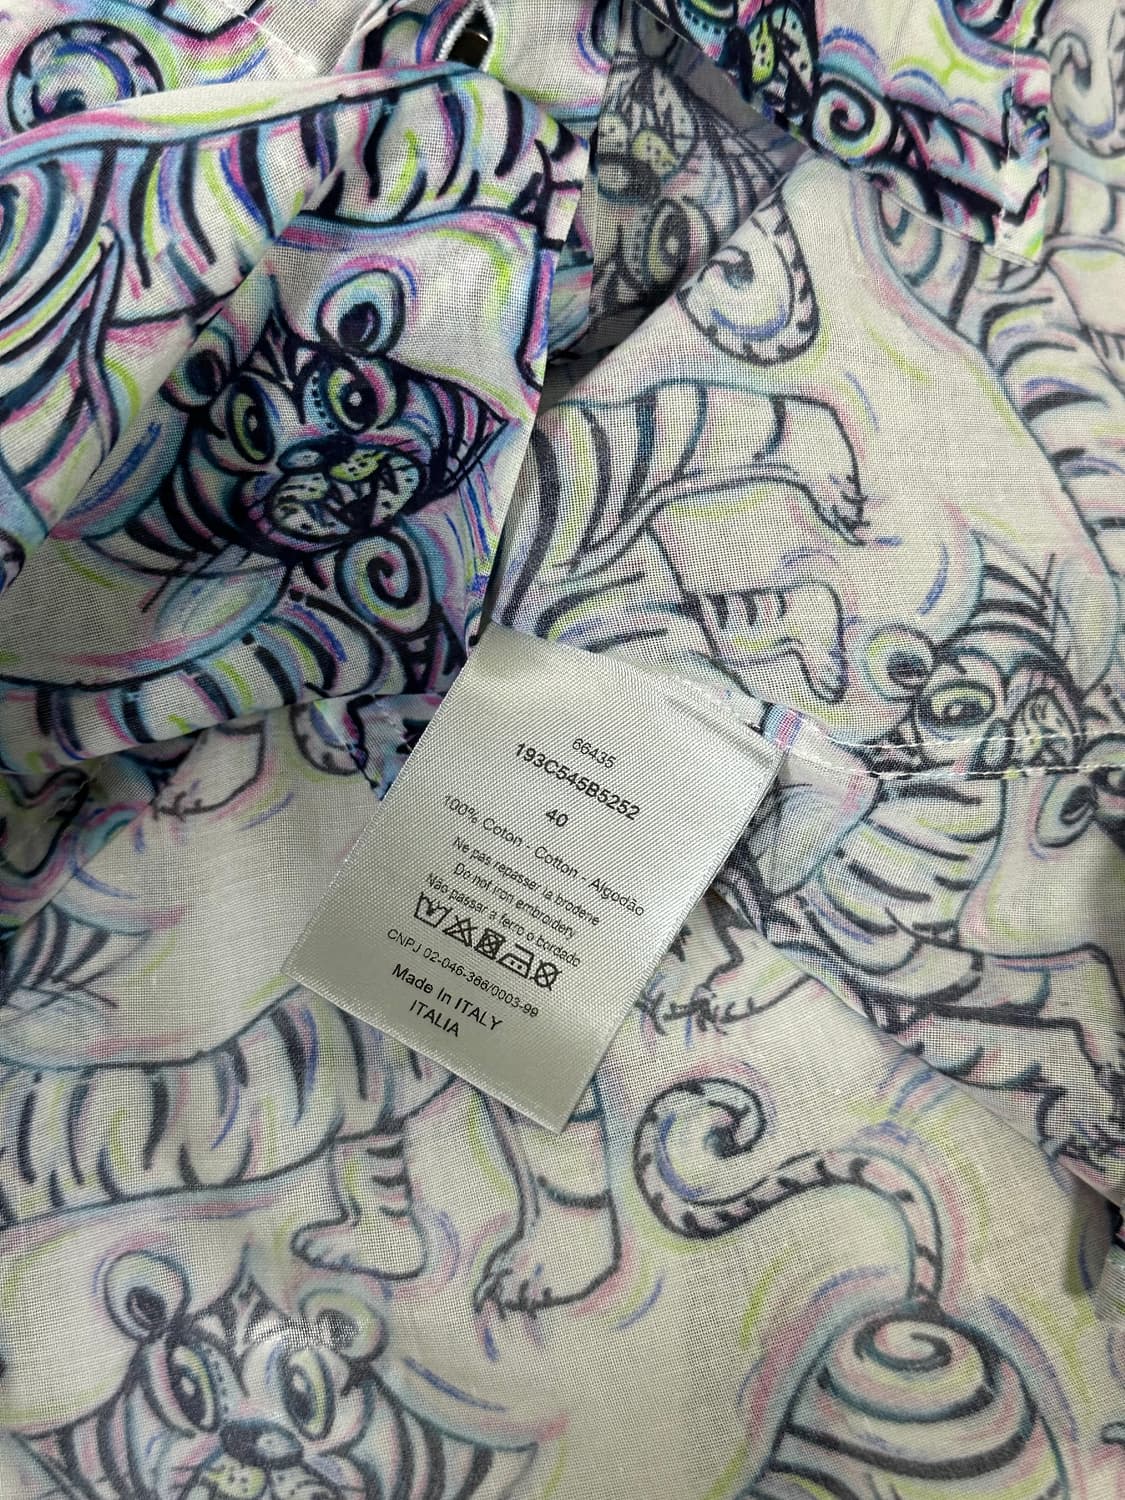 66435
193C545B5252
40
100% Coton - Cotton - Algodão
Ne pas repasser la broderie
Do not iron embroidery
Não passar a ferro o bordado
CNPJ 02-046-366/0003-99
Made in ITALY
ITALIA